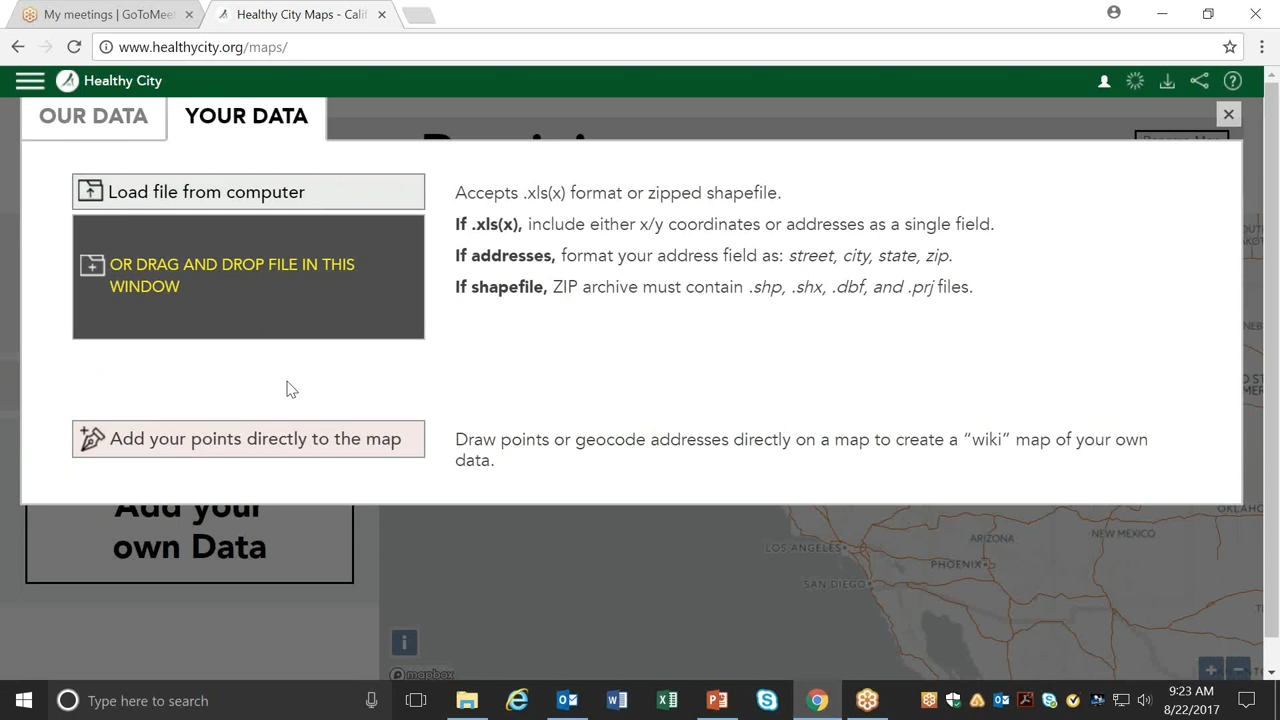 My meetings | GoToMeet
Healthy City Maps - Cali
www.healthycity.org/maps/
Healthy City
OUR DATA
YOUR DATA
Load file from computer
Accepts .xls(x) format or zipped shapefile.
If .xls(x), include either x/y coordinates or addresses as a single field.
OR DRAG AND DROP FILE IN THIS
WINDOW
If addresses, format your address field as: street, city, state, zip.
If shapefile, ZIP archive must contain .shp, .shx, .dbf, and .prj files.
Add your points directly to the map
Draw points or geocode addresses directly on a map to create a “wiki” map of your own
data.
Add your
own Data
LOS ANGELES
SAN DIEGO
ARIZONA
PHOENIX
NEW MEXICO
OKLAHO
mapbox
Type here to search
9:23 AM
8/22/2017